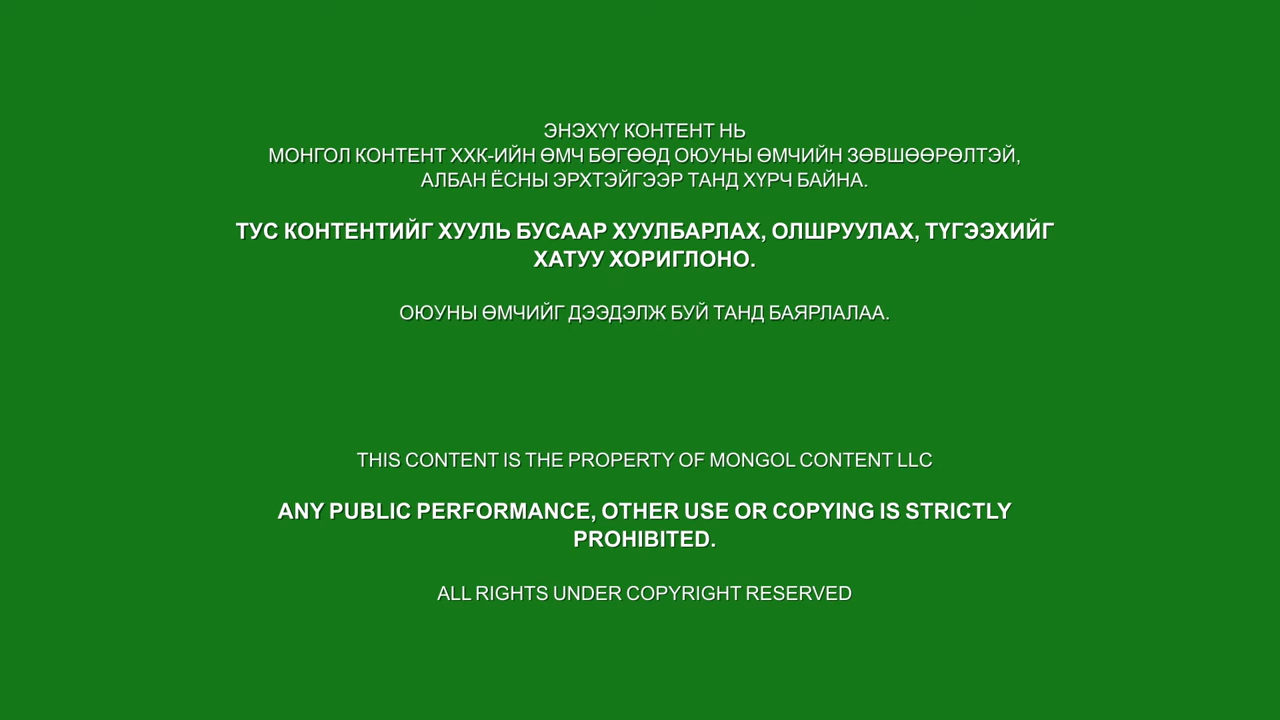 ЭНЭХҮҮ КОНТЕНТ НЬ
МОНГОЛ КОНТЕНТ ХХК-ИЙН ӨМЧ БӨГӨӨД ОЮУНЫ ӨМЧИЙН ЗӨВШӨӨРӨЛТЭЙ,
АЛБАН ЁСНЫ ЭРХТЭЙГЭЭР ТАНД ХҮРЧ БАЙНА.
ТУС КОНТЕНТИЙГ ХУУЛЬ БУСААР ХУУЛБАРЛАХ, ОЛШРУУЛАХ, ТҮГЭЭХИЙГ
ХАТУУ ХОРИГЛОНО.
ОЮУНЫ ӨМЧИЙГ ДЭЭДЭЛЖ БУЙ ТАНД БАЯРЛАЛАА.
THIS CONTENT IS THE PROPERTY OF MONGOL CONTENT LLC
ANY PUBLIC PERFORMANCE, OTHER USE OR COPYING IS STRICTLY
PROHIBITED.
ALL RIGHTS UNDER COPYRIGHT RESERVED